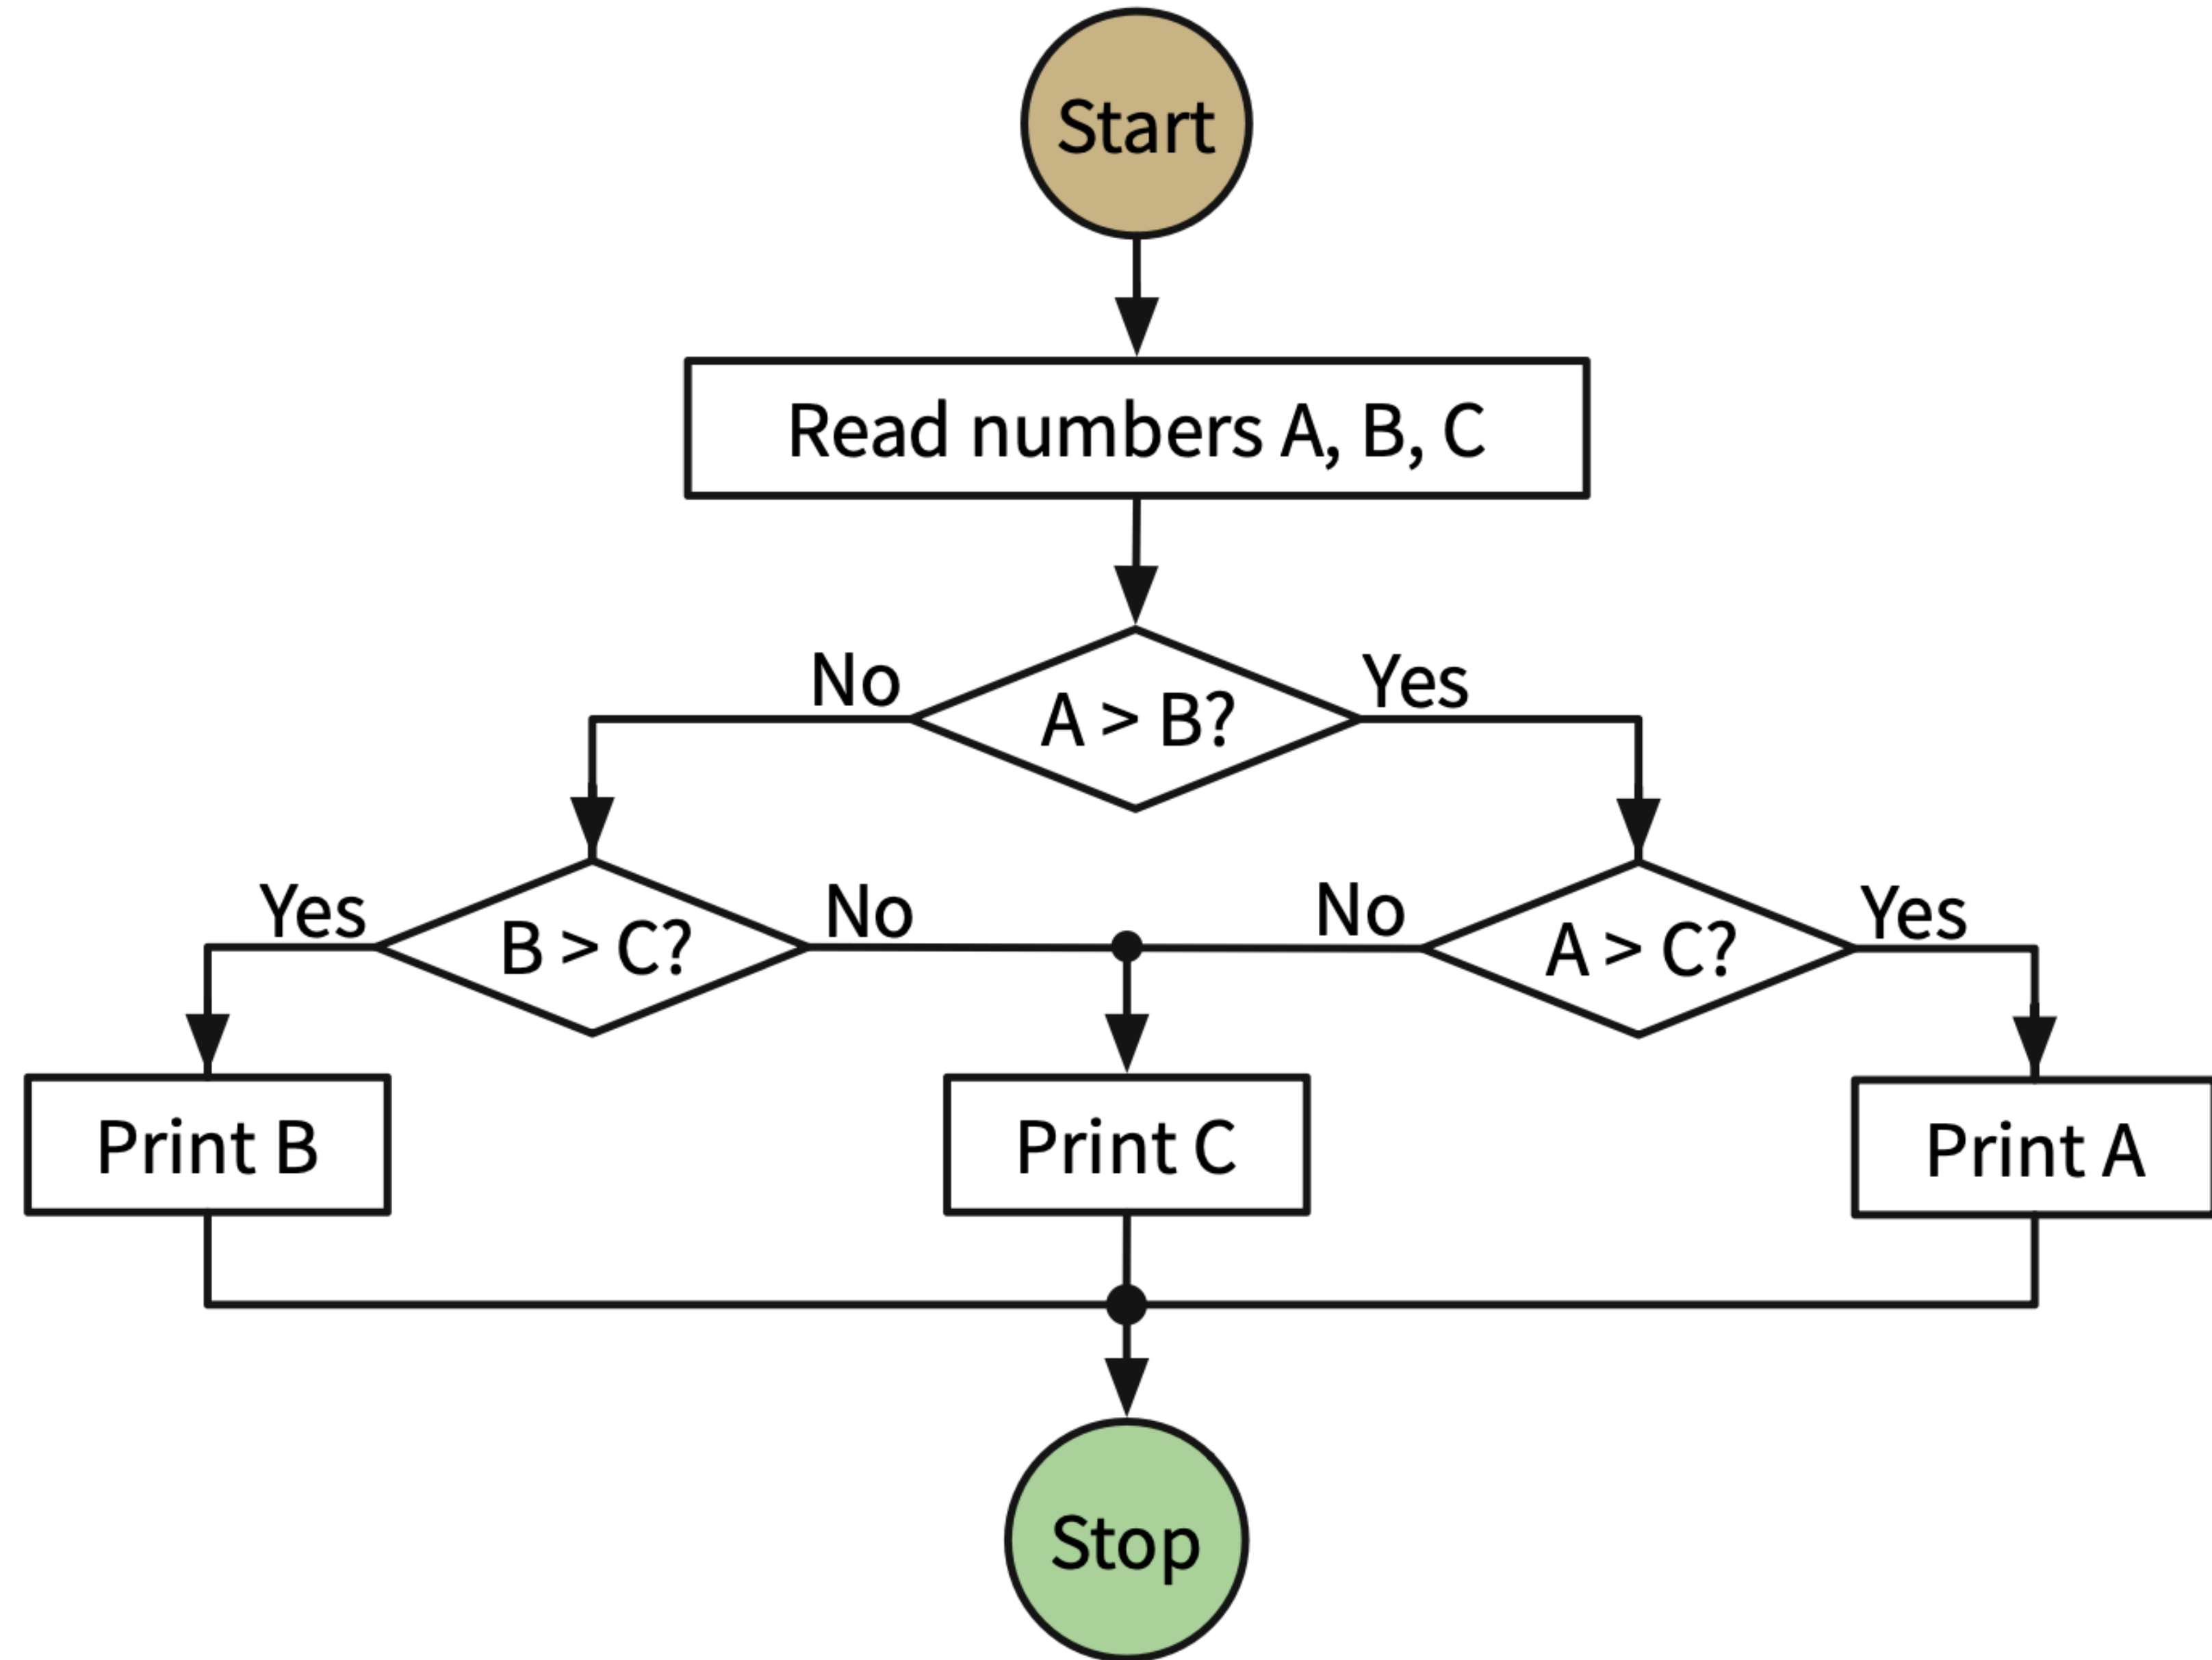 Start
Read numbers A, B, C
No
A > B?
Yes
Yes
B > C?
No
No
A > C?
Yes
Print B
Print C
Print A
Stop